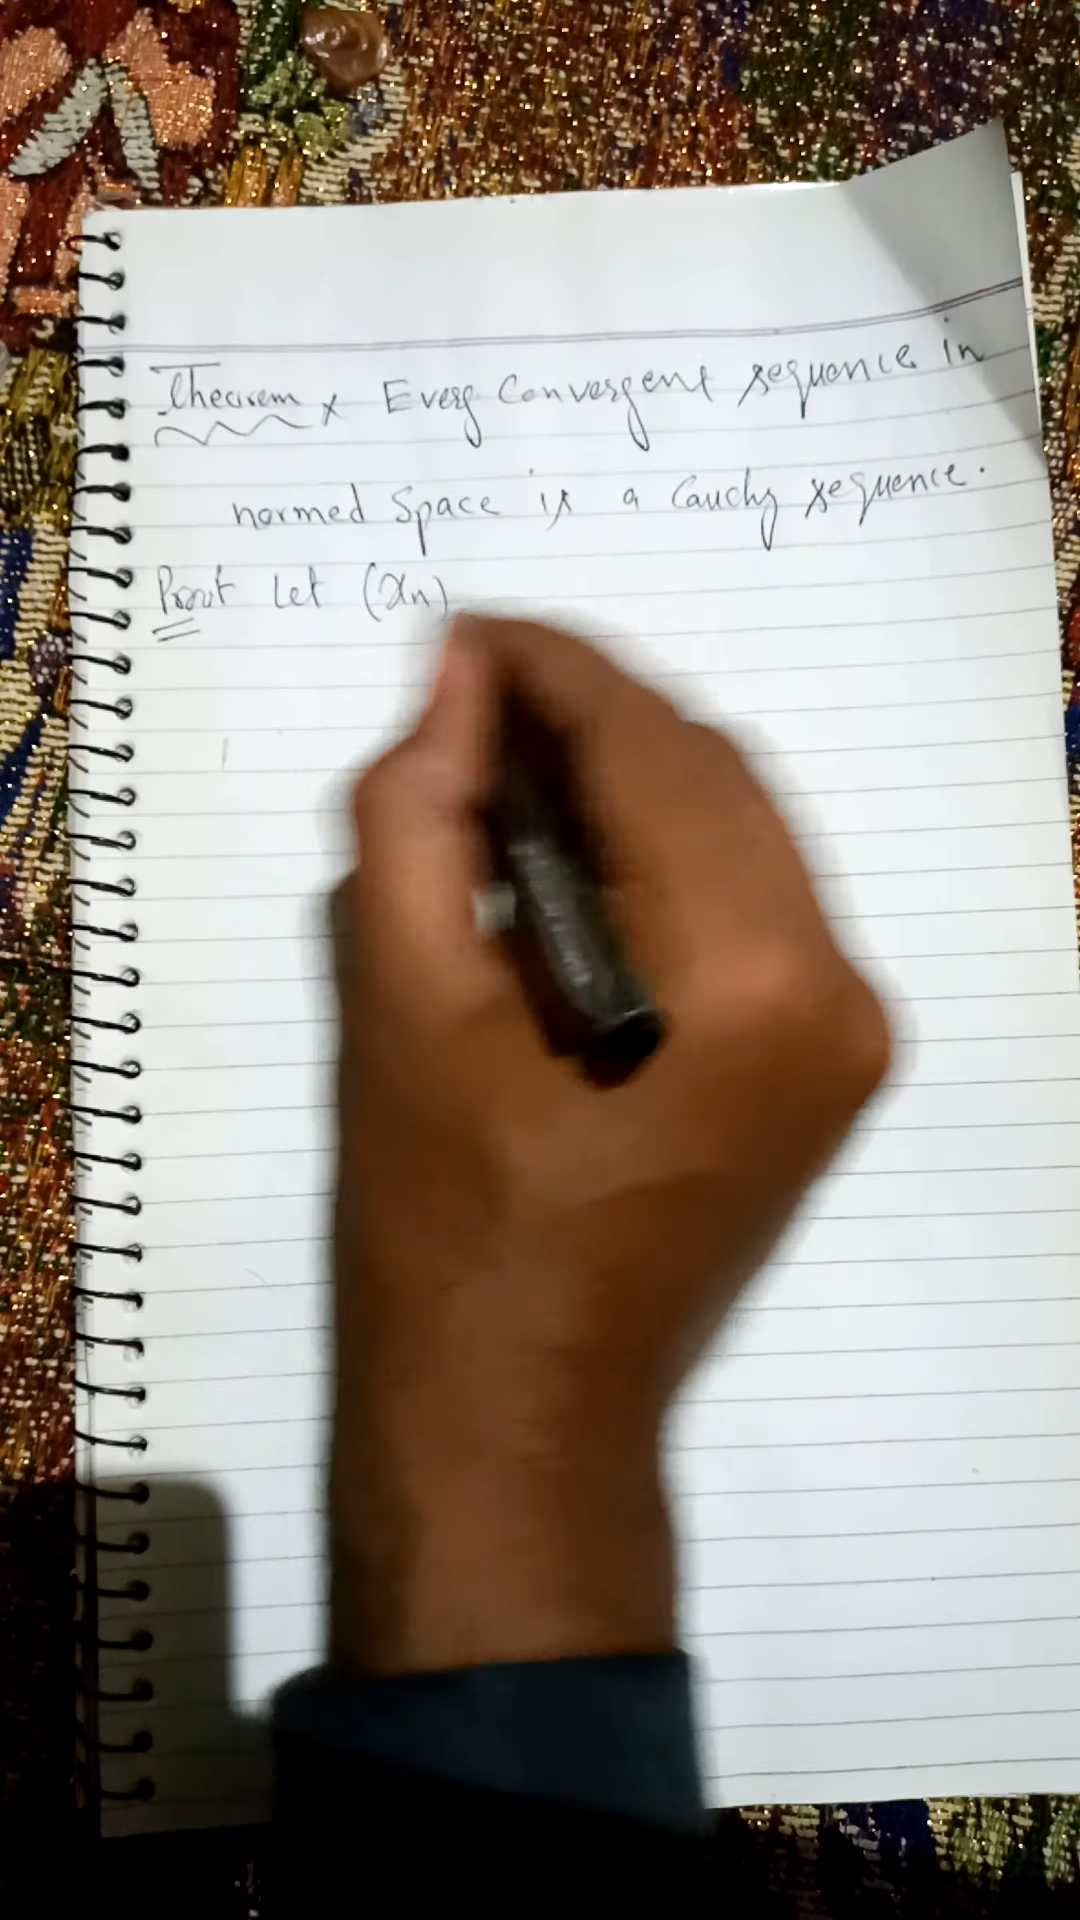 Theorem x Every Convergent sequence in
normed Space is a Cauchy sequence.
Proof Let (xn)